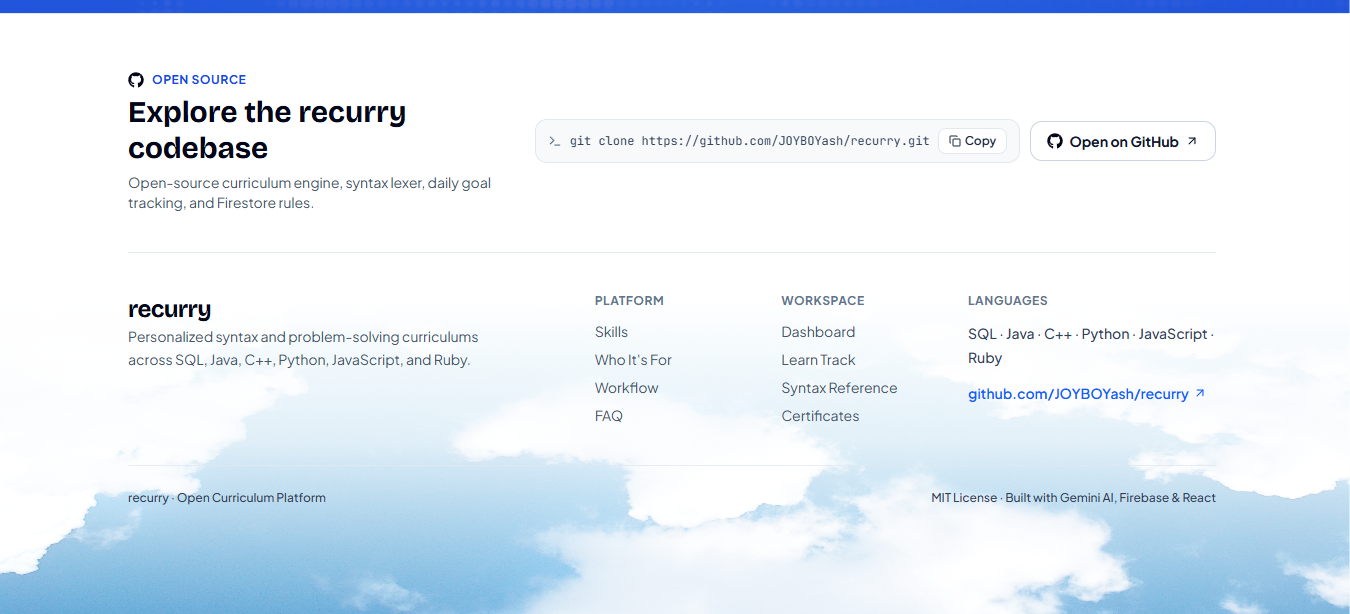 OPEN SOURCE
Explore the recurry
codebase
Open-source curriculum engine, syntax lexer, daily goal
tracking, and Firestore rules.
>_ git clone https://github.com/JOYBOYash/recurry.git
Copy
Open on GitHub ↗
recurry
Personalized syntax and problem-solving curriculums
across SQL, Java, C++, Python, JavaScript, and Ruby.
PLATFORM
Skills
Who It's For
Workflow
FAQ
WORKSPACE
Dashboard
Learn Track
Syntax Reference
Certificates
LANGUAGES
SQL · Java · C++ · Python · JavaScript ·
Ruby
github.com/JOYBOYash/recurry ↗
recurry · Open Curriculum Platform
MIT License · Built with Gemini AI, Firebase & React